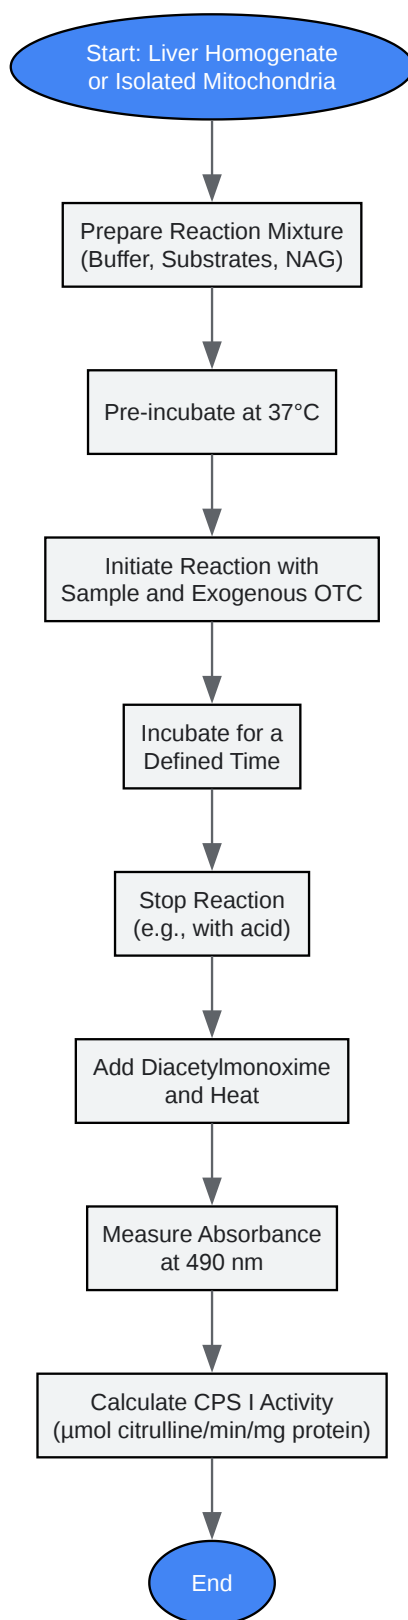 Start: Liver Homogenate
or Isolated Mitochondria
Prepare Reaction Mixture
(Buffer, Substrates, NAG)
Pre-incubate at 37°C
Initiate Reaction with
Sample and Exogenous OTC
Incubate for a
Defined Time
Stop Reaction
(e.g., with acid)
Add Diacetylmonoxime
and Heat
Measure Absorbance
at 490 nm
Calculate CPS I Activity
(µmol citrulline/min/mg protein)
End